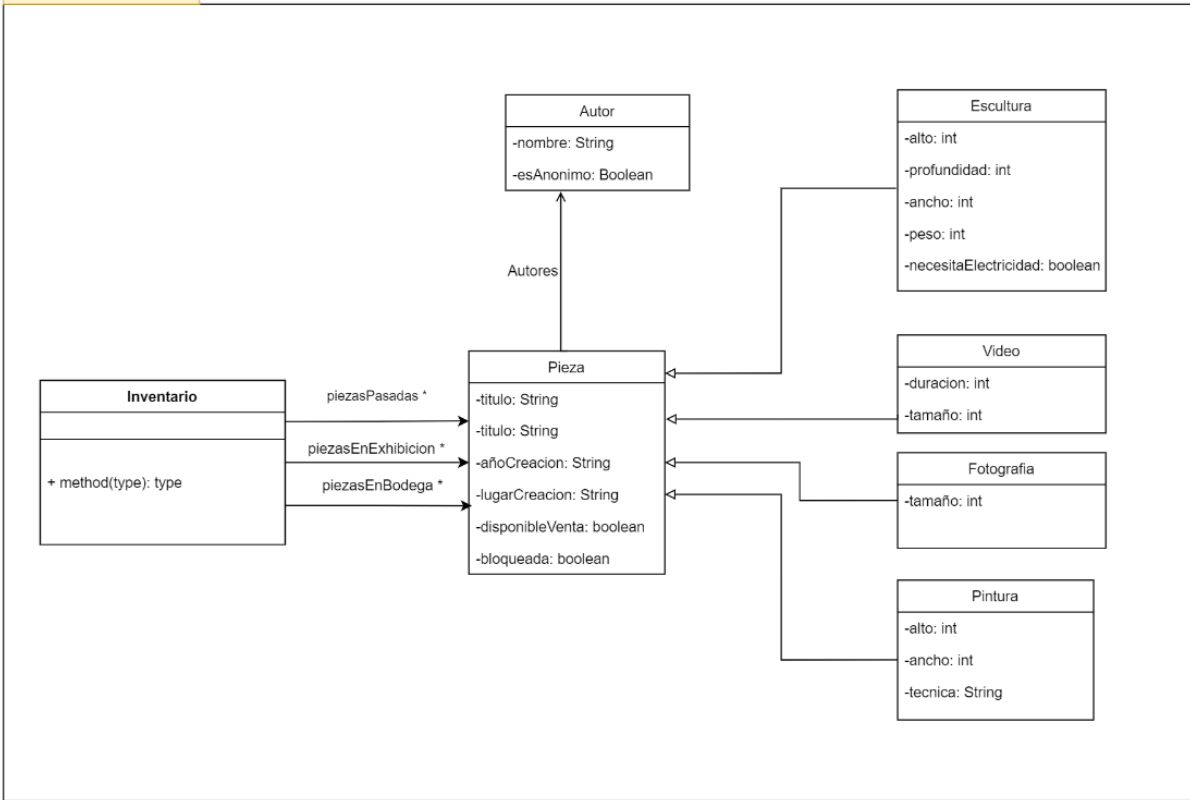 Autor
-nombre: String
-esAnonimo: Boolean
Autores
Inventario
+ method(type): type
piezasPasadas *
piezasEnExhibicion *
piezasEnBodega *
Pieza
-titulo: String
-titulo: String
-añoCreacion: String
-lugarCreacion: String
-disponibleVenta: boolean
-bloqueada: boolean
Escultura
-alto: int
-profundidad: int
-ancho: int
-peso: int
-necesitaElectricidad: boolean
Video
-duracion: int
-tamaño: int
Fotografia
-tamaño: int
Pintura
-alto: int
-ancho: int
-tecnica: String